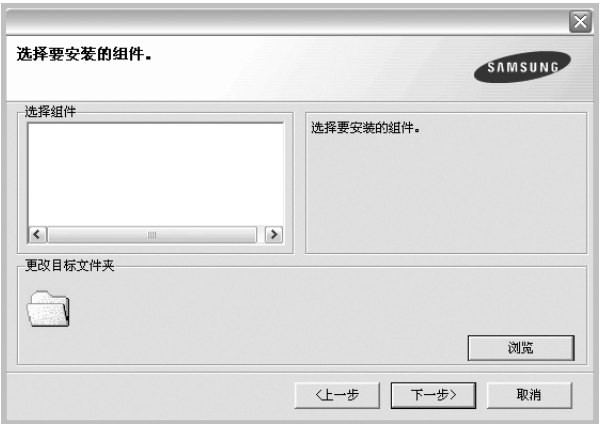 选择要安装的组件。
SAMSUNG
选择组件
选择要安装的组件。
更改目标文件夹
浏览
<上一步
下一步>
取消